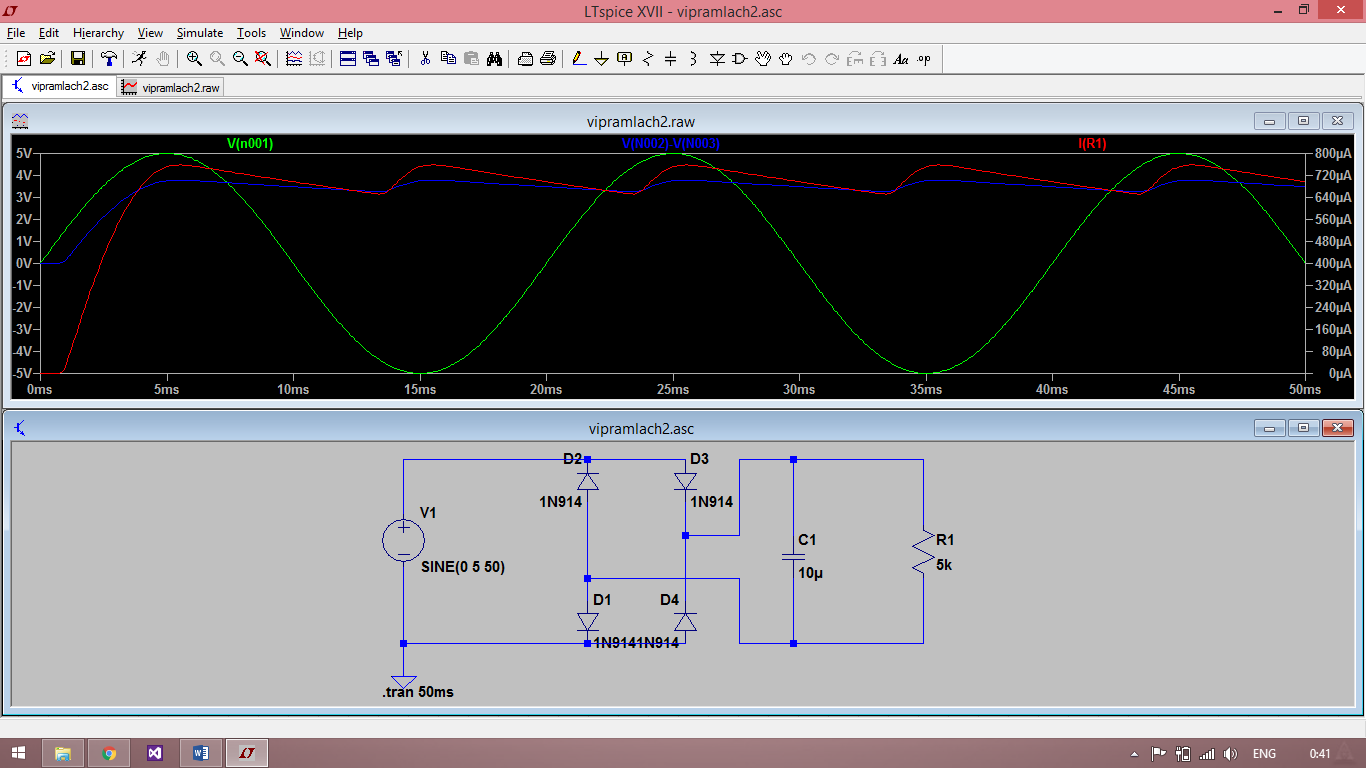 LTspice XVII - vipramlach2.asc
File Edit Hierarchy View Simulate Tools Window Help
Aa .op
vipramlach2.asc vipramlach2.raw
vipramlach2.raw
V(n001) V(N002)-V(N003) I(R1)
5V 800µA
4V 720µA
3V 640µA
2V 560µA
1V 480µA
0V 400µA
-1V 320µA
-2V 240µA
-3V 160µA
-4V 80µA
-5V 0µA
0ms 5ms 10ms 15ms 20ms 25ms 30ms 35ms 40ms 45ms 50ms
vipramlach2.asc
D2 D3
1N914 1N914
V1
SINE(0 5 50)
C1
10µ
R1
5k
D1 D4
1N914 1N914
.tran 50ms
ENG 0:41